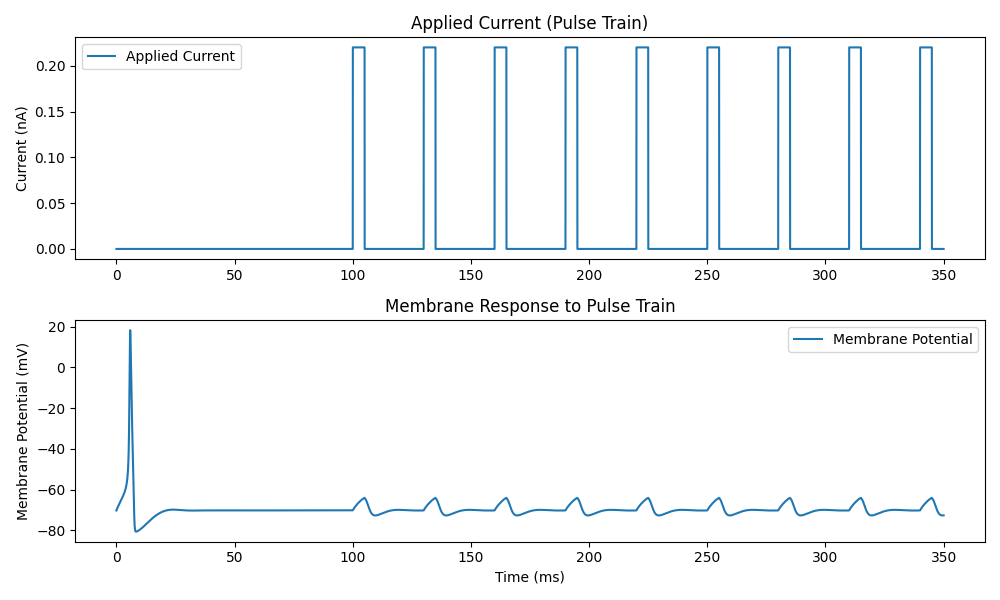 Applied Current (Pulse Train)
Applied Current
Current (nA)
0.20
0.15
0.10
0.05
0.00
0 50 100 150 200 250 300 350
Membrane Response to Pulse Train
Membrane Potential
Membrane Potential (mV)
20
0
−20
−40
−60
−80
0 50 100 150 200 250 300 350
Time (ms)